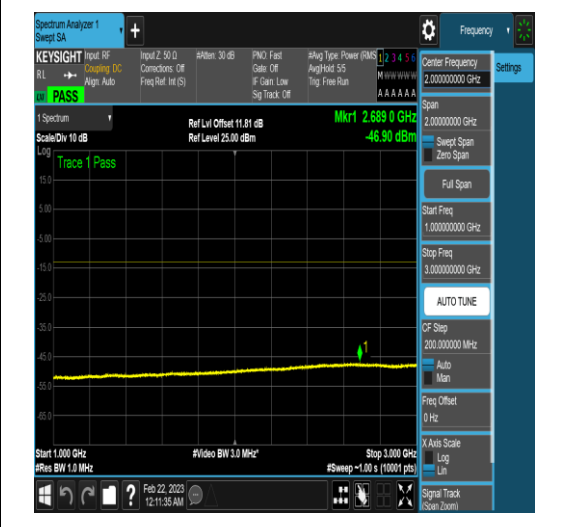 Spectrum Analyzer 1
Swept SA
+
Frequency
KEYSIGHT
RL
PASS
Input: RF
Coupling: DC
Align: Auto
Input Z: 50 Ω
Corrections: Off
Freq Ref: Int (S)
#Atten: 30 dB
PNO: Fast
Gate: Off
IF Gain: Low
Sig Track: Off
#Avg Type: Power (RMS
Avg|Hold: 5/5
Trig: Free Run
1 2 3 4 5 6
M W W W W W
A A A A A A
1 Spectrum
Scale/Div 10 dB
Ref Lvl Offset 11.81 dB
Ref Level 25.00 dBm
Mkr1 2.689 0 GHz
-46.90 dBm
Log
Trace 1 Pass
15.0
5.00
-5.00
-15.0
-25.0
-35.0
-45.0
-55.0
-65.0
1
Start 1.000 GHz
#Res BW 1.0 MHz
#Video BW 3.0 MHz*
Stop 3.000 GHz
#Sweep ~1.00 s (10001 pts)
?
Feb 22, 2023
12:11:35 AM
Center Frequency
2.000000000 GHz
Settings
Span
2.00000000 GHz
Swept Span
Zero Span
Full Span
Start Freq
1.000000000 GHz
Stop Freq
3.000000000 GHz
AUTO TUNE
CF Step
200.000000 MHz
Auto
Man
Freq Offset
0 Hz
X Axis Scale
Log
Lin
Signal Track
(Span Zoom)